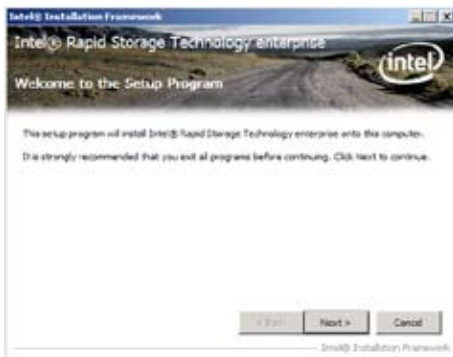 Intel® Installation Framework
Intel® Rapid Storage Technology enterprise
intel
Welcome to the Setup Program
This setup program will install Intel® Rapid Storage Technology enterprise onto this computer.
It is strongly recommended that you exit all programs before continuing. Click Next to continue.
< Back
Next >
Cancel
Intel® Installation Framework